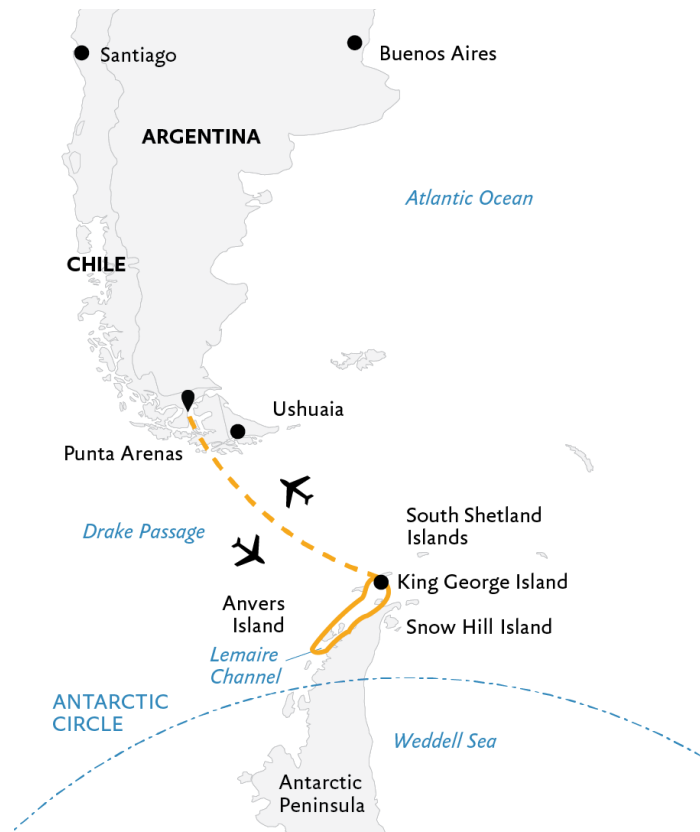 Santiago
Buenos Aires
ARGENTINA
Atlantic Ocean
CHILE
Ushuaia
Punta Arenas
South Shetland
Islands
Drake Passage
King George Island
Anvers
Island
Snow Hill Island
Lemaire
Channel
ANTARCTIC
CIRCLE
Weddell Sea
Antarctic
Peninsula